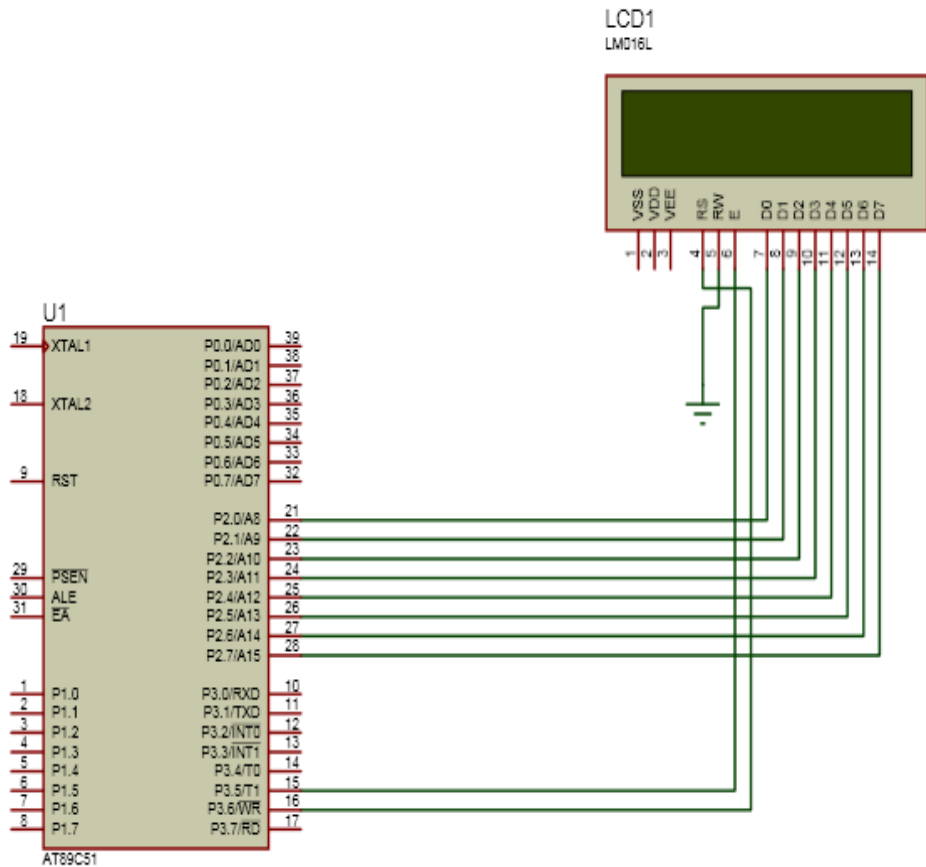 LCD1
LM016L
VSS VDD VEE RS RW E D0 D1 D2 D3 D4 D5 D6 D7
1 2 3 4 5 6 7 8 9 10 11 12 13 14
U1
19 XTAL1 P0.0/AD0 39
P0.1/AD1 38
P0.2/AD2 37
18 XTAL2 P0.3/AD3 36
P0.4/AD4 35
P0.5/AD5 34
P0.6/AD6 33
9 RST P0.7/AD7 32
P2.0/A8 21
P2.1/A9 22
P2.2/A10 23
29 PSEN P2.3/A11 24
30 ALE P2.4/A12 25
31 EA P2.5/A13 26
P2.6/A14 27
P2.7/A15 28
1 P1.0 P3.0/RXD 10
2 P1.1 P3.1/TXD 11
3 P1.2 P3.2/INT0 12
4 P1.3 P3.3/INT1 13
5 P1.4 P3.4/T0 14
6 P1.5 P3.5/T1 15
7 P1.6 P3.6/WR 16
8 P1.7 P3.7/RD 17
AT89C51